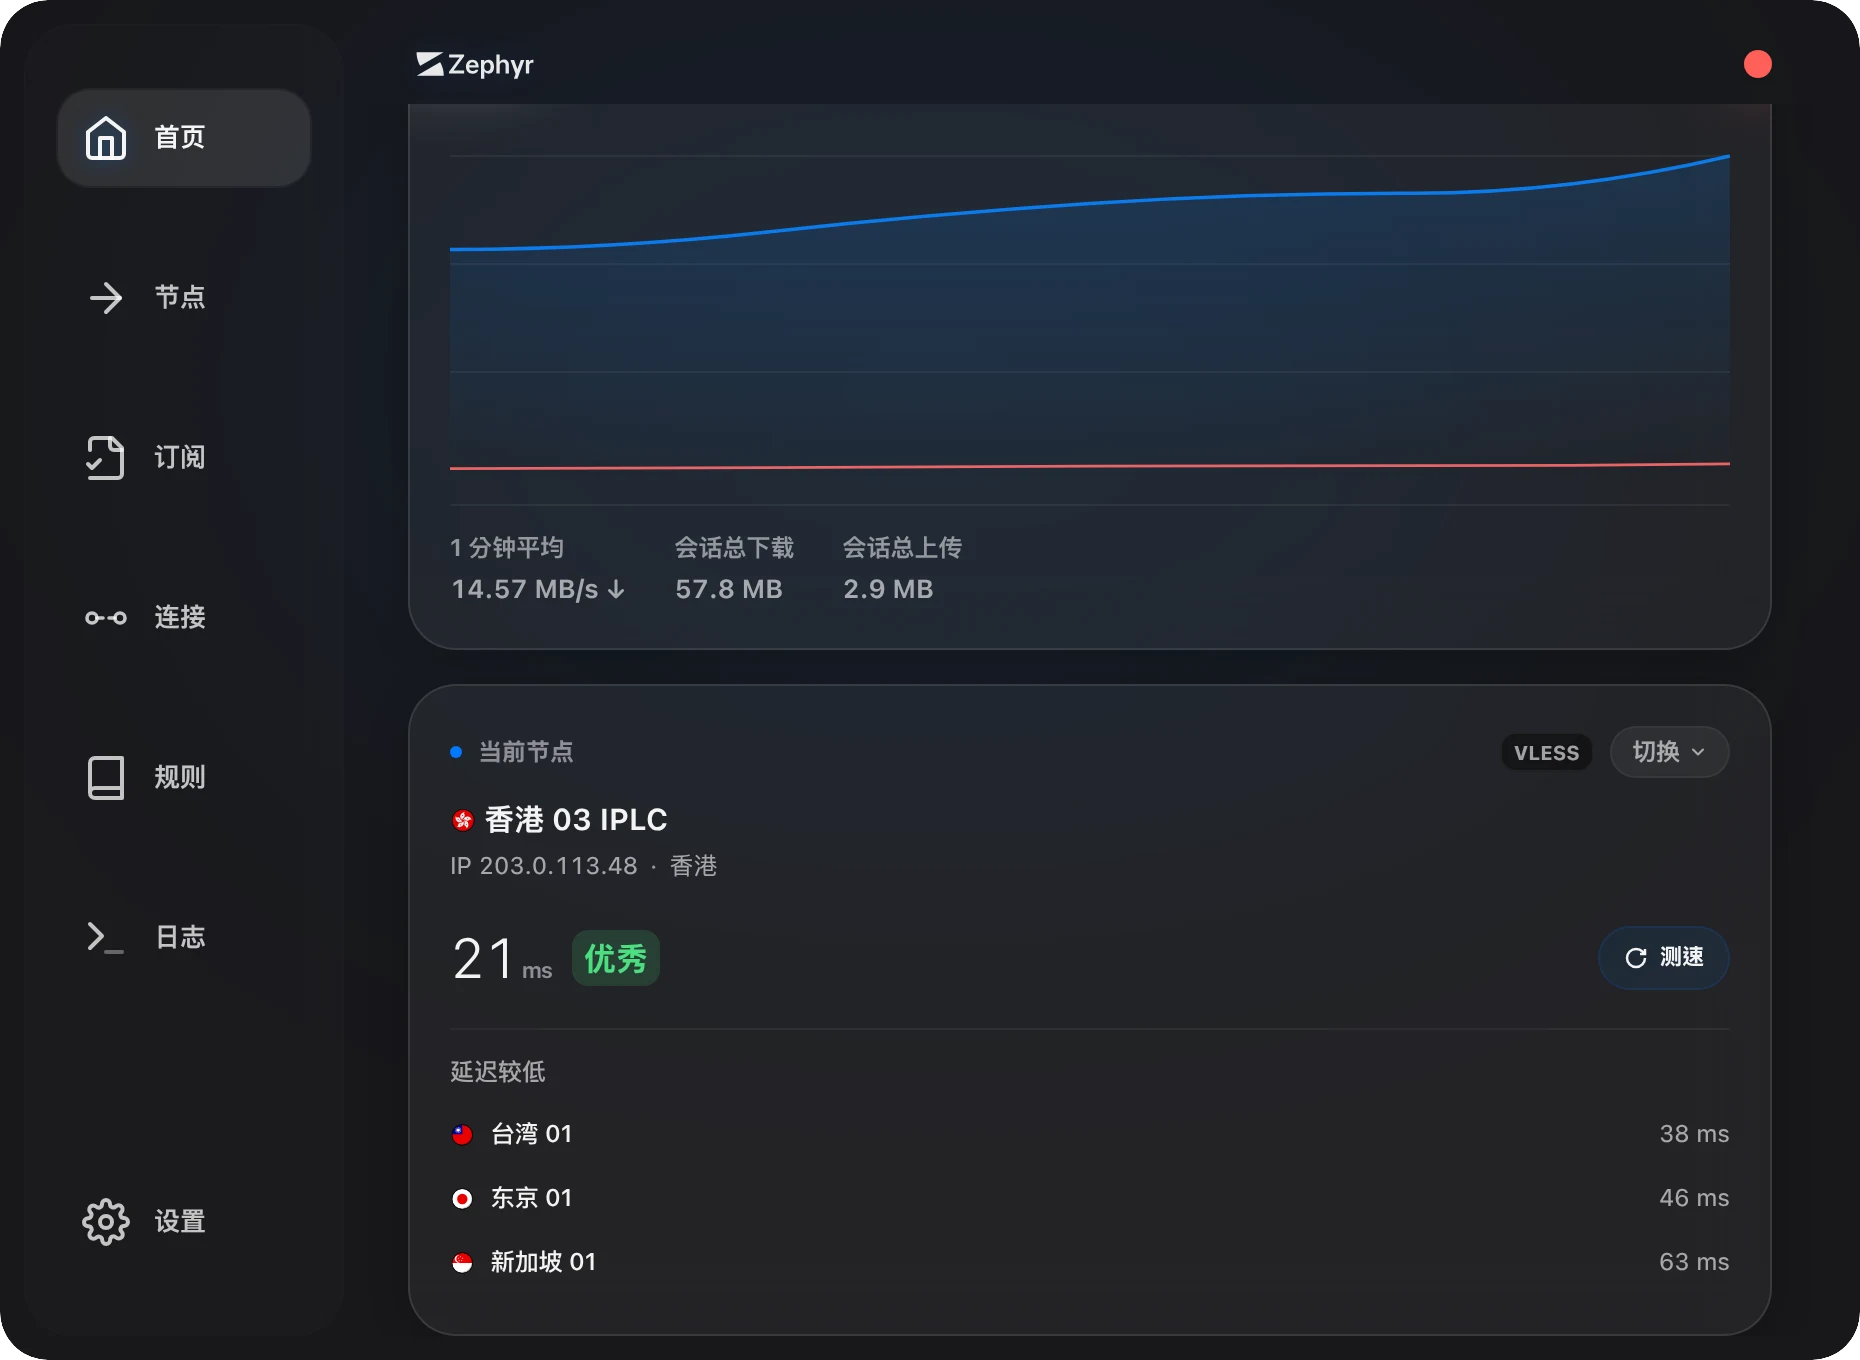 Zephyr
首页
节点
订阅
连接
规则
日志
设置
1 分钟平均
14.57 MB/s ↓
会话总下载
57.8 MB
会话总上传
2.9 MB
当前节点
VLESS
切换
香港 03 IPLC
IP 203.0.113.48 · 香港
21 ms 优秀
测速
延迟较低
台湾 01 38 ms
东京 01 46 ms
新加坡 01 63 ms